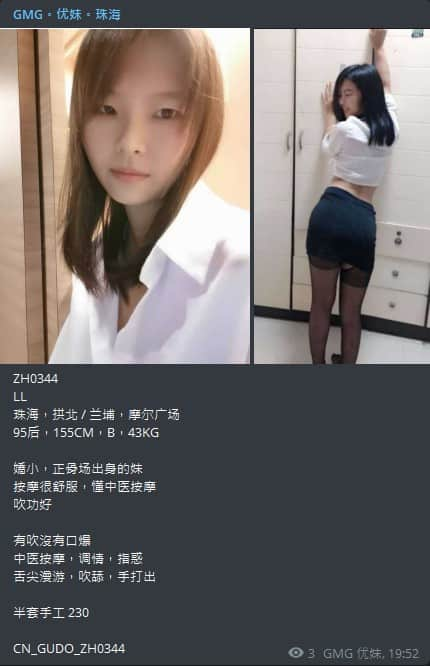 GMG。优妹。珠海
ZH0344
LL
珠海，拱北 / 兰埔，摩尔广场
95后，155CM，B，43KG
娇小，正骨场出身的妹
按摩很舒服，懂中医按摩
吹功好
有吹沒有口爆
中医按摩，调情，指惑
舌尖漫游，吹舔，手打出
半套手工 230
CN_GUDO_ZH0344
3 GMG 优妹, 19:52